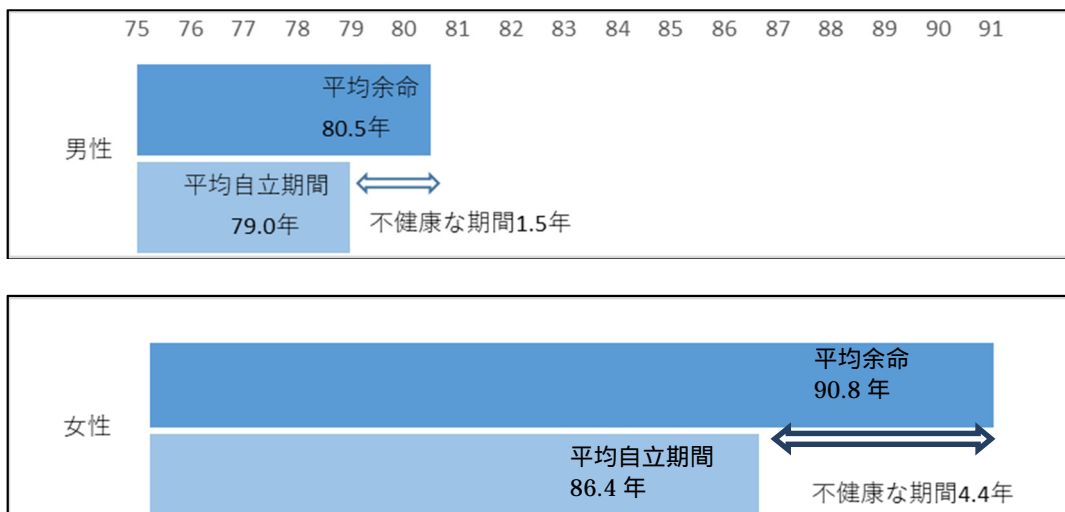 75 76 77 78 79 80 81 82 83 84 85 86 87 88 89 90 91
平均余命
80.5年
男性
平均自立期間
79.0年
不健康な期間1.5年
平均余命
90.8 年
女性
平均自立期間
86.4 年
不健康な期間4.4年